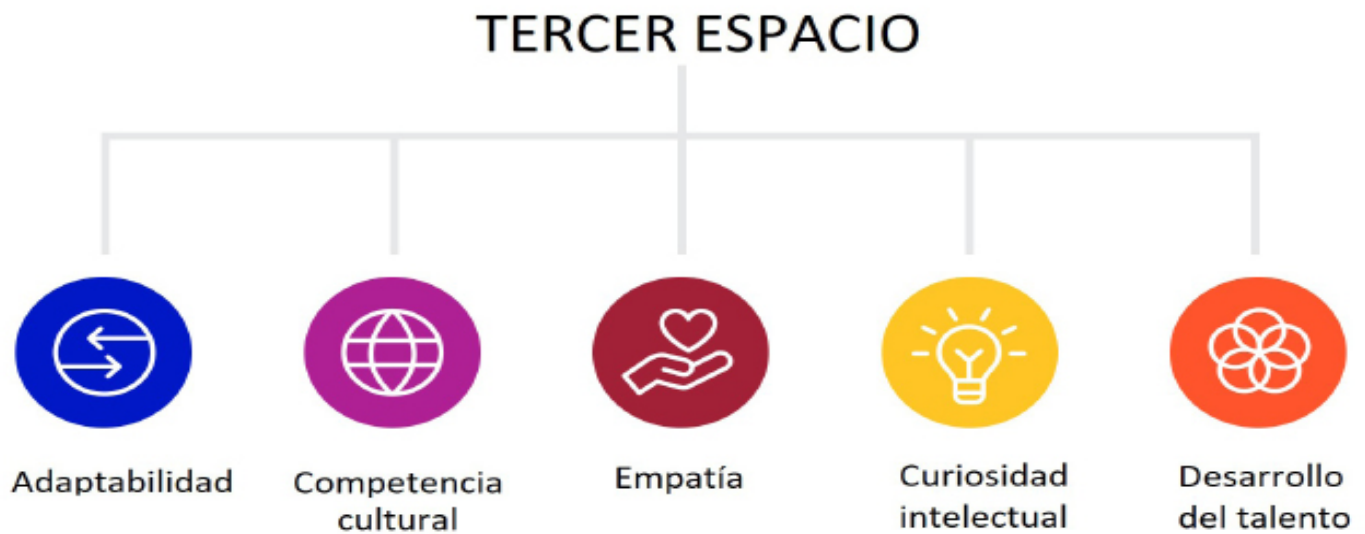 TERCER ESPACIO
Adaptabilidad
Competencia
cultural
Empatía
Curiosidad
intelectual
Desarrollo
del talento